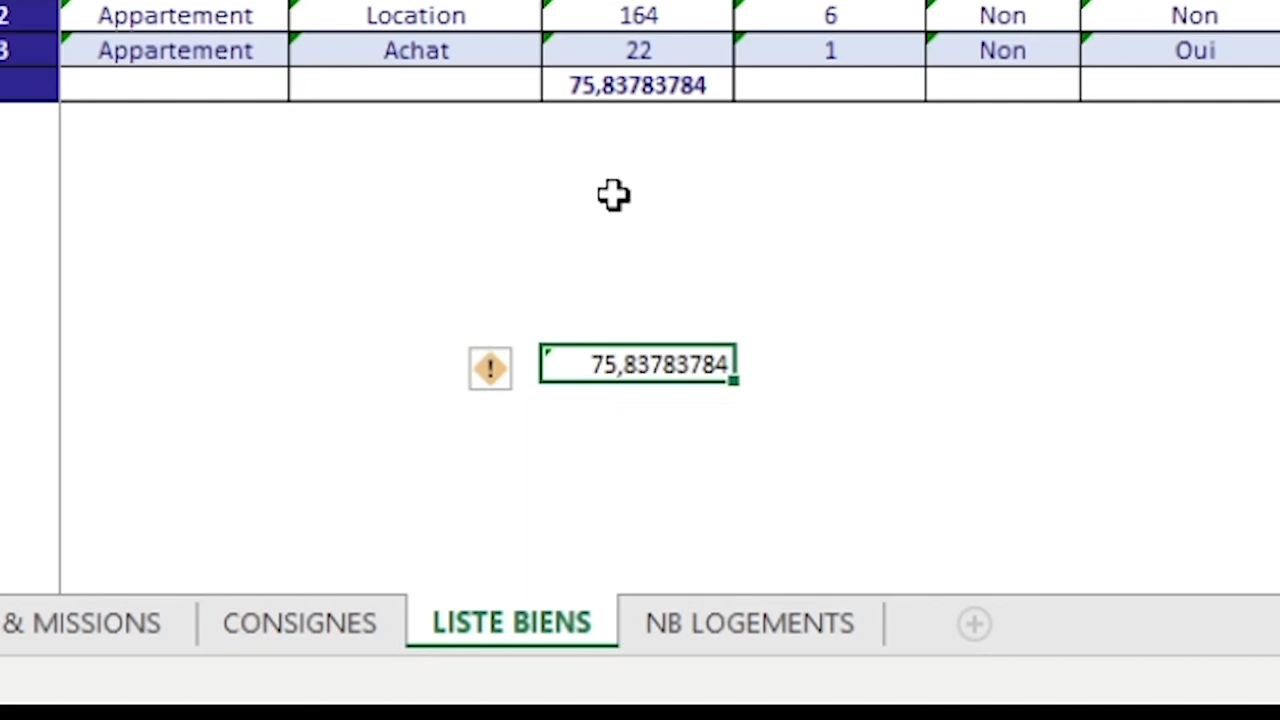 2 Appartement Location 164 6 Non Non
3 Appartement Achat 22 1 Non Oui
75,83783784
!
75,83783784
& MISSIONS CONSIGNES LISTE BIENS NB LOGEMENTS